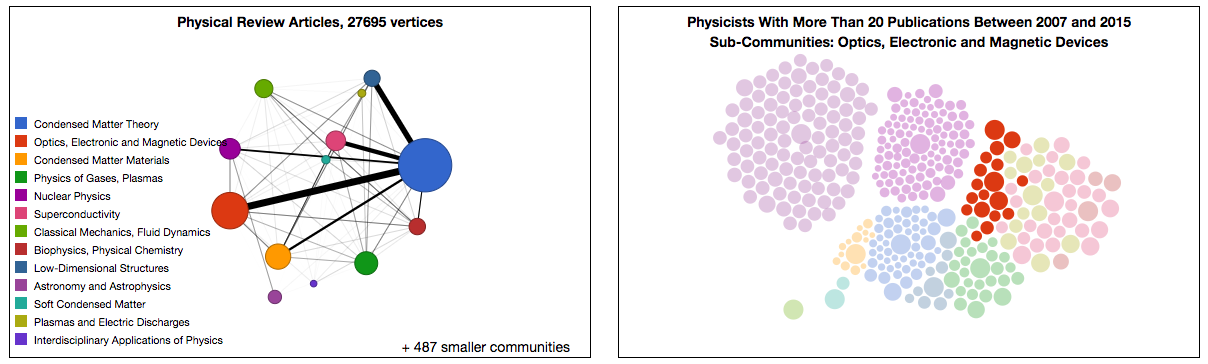 Physical Review Articles, 27695 vertices
Condensed Matter Theory
Optics, Electronic and Magnetic Devices
Condensed Matter Materials
Physics of Gases, Plasmas
Nuclear Physics
Superconductivity
Classical Mechanics, Fluid Dynamics
Biophysics, Physical Chemistry
Low-Dimensional Structures
Astronomy and Astrophysics
Soft Condensed Matter
Plasmas and Electric Discharges
Interdisciplinary Applications of Physics
+ 487 smaller communities
Physicists With More Than 20 Publications Between 2007 and 2015
Sub-Communities: Optics, Electronic and Magnetic Devices